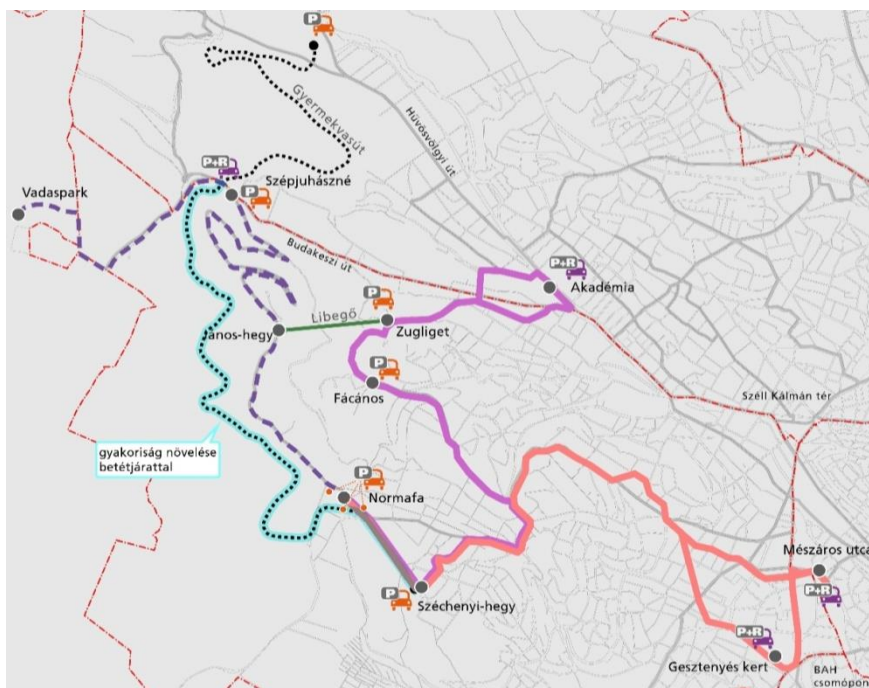 P
Gyermekvasút
Hűvösvölgyi út
P+R
Szépjuhászné
P
Vadaspark
Budakeszi út
P+R
Akadémia
P
Libegő
Zugliget
János-hegy
P
Fácános
Széll Kálmán tér
gyakoriság növelése
betétjárattal
P
Normafa
Mészáros utca
P
Széchenyi-hegy
P+R
P+R
Gesztenyés kert
BAH
csomópon